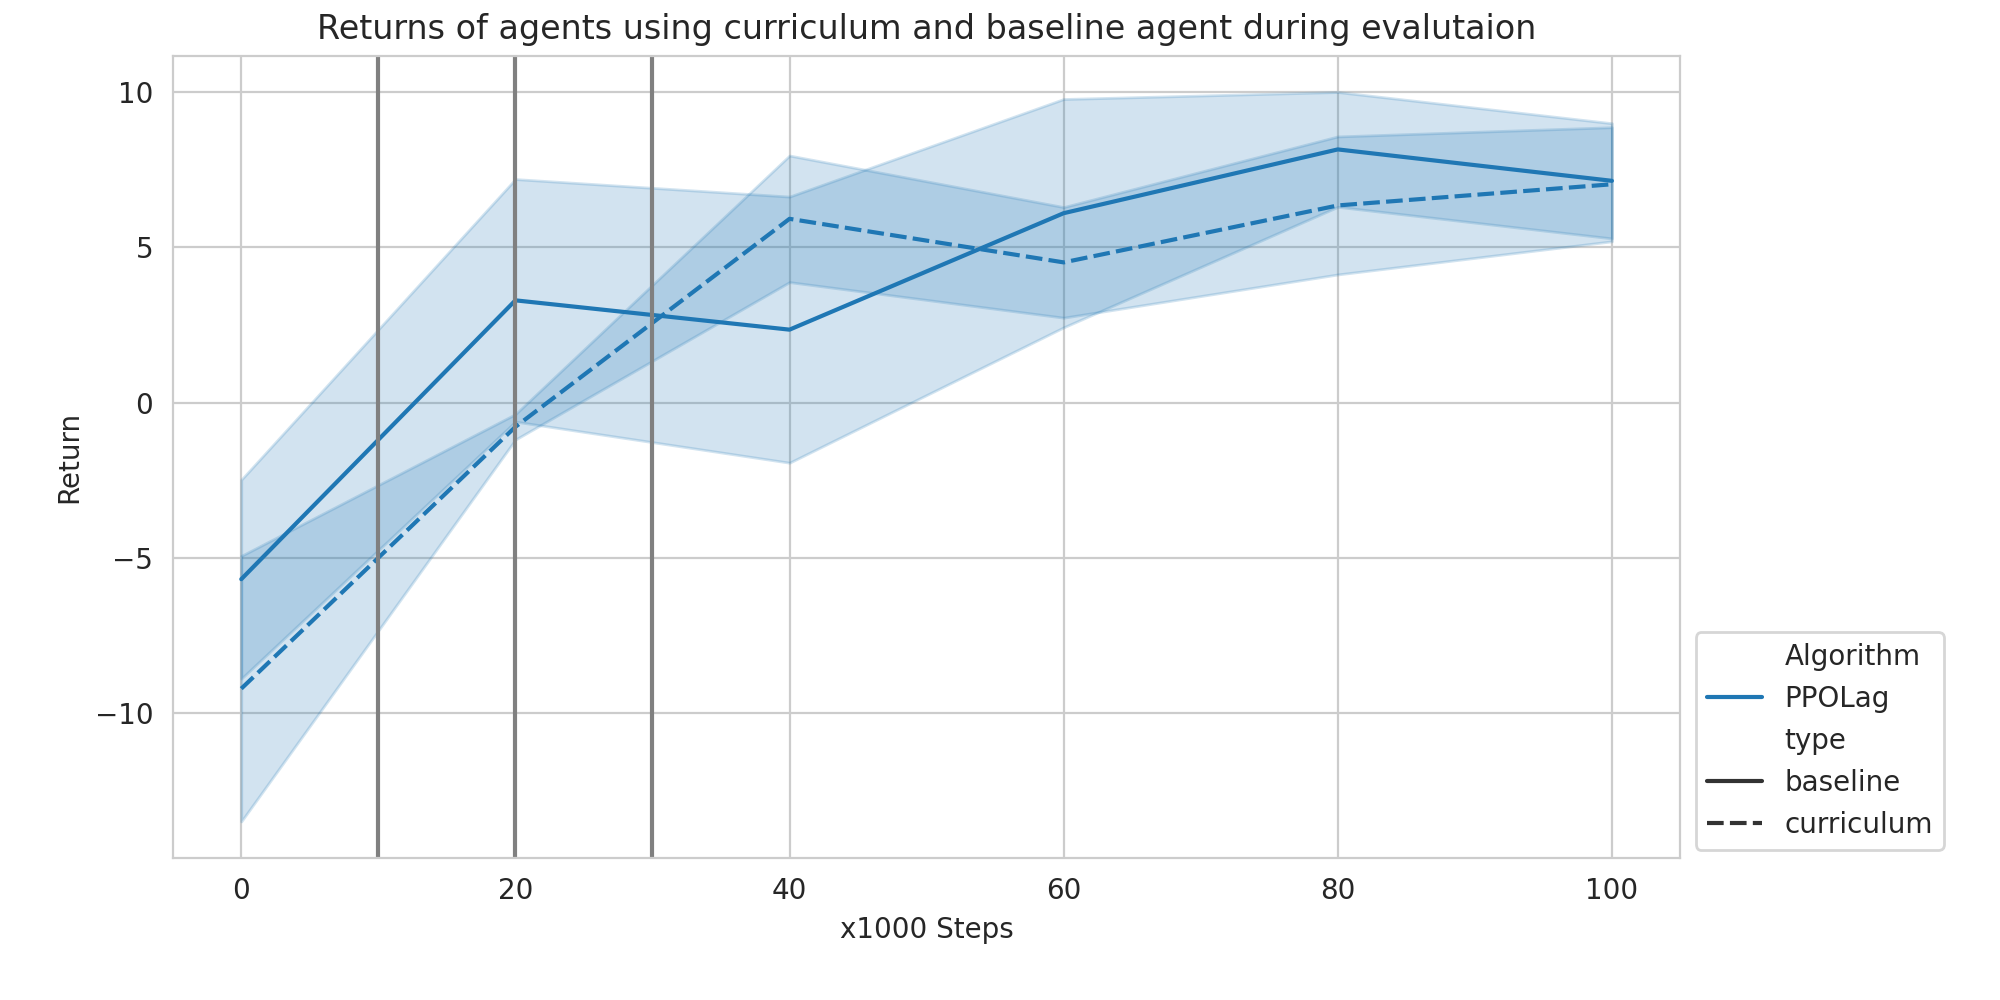 Returns of agents using curriculum and baseline agent during evalutaion
10
5
0
−5
−10
Return
0 20 40 60 80 100
x1000 Steps
Algorithm
PPOLag
type
baseline
curriculum